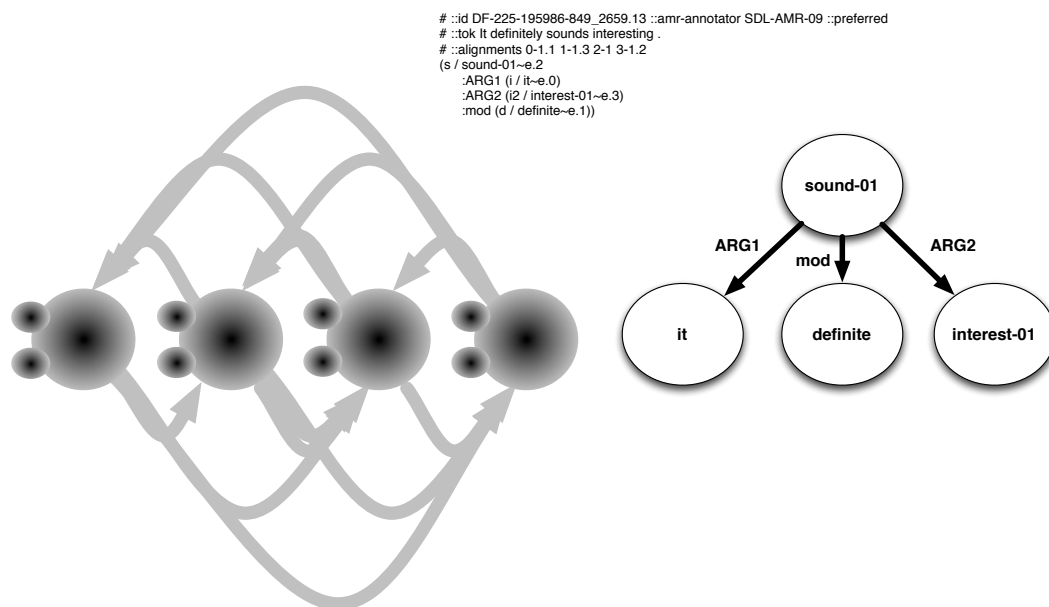 # ::id DF-225-195986-849_2659.13 ::amr-annotator SDL-AMR-09 ::preferred
# ::tok It definitely sounds interesting .
# ::alignments 0-1.1 1-1.3 2-1 3-1.2
(s / sound-01~e.2
:ARG1 (i / it~e.0)
:ARG2 (i2 / interest-01~e.3)
:mod (d / definite~e.1))
sound-01
ARG1
mod
ARG2
it
definite
interest-01